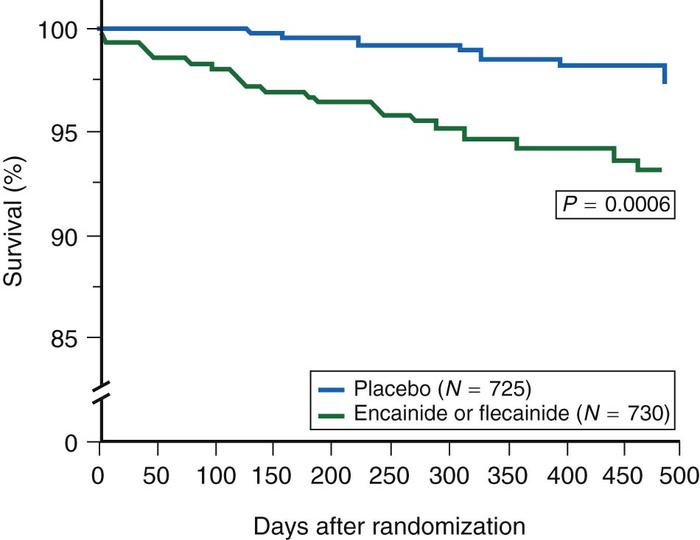 100
95
90
85
0
Survival (%)
P = 0.0006
Placebo (N = 725)
Encainide or flecainide (N = 730)
0 50 100 150 200 250 300 350 400 450 500
Days after randomization